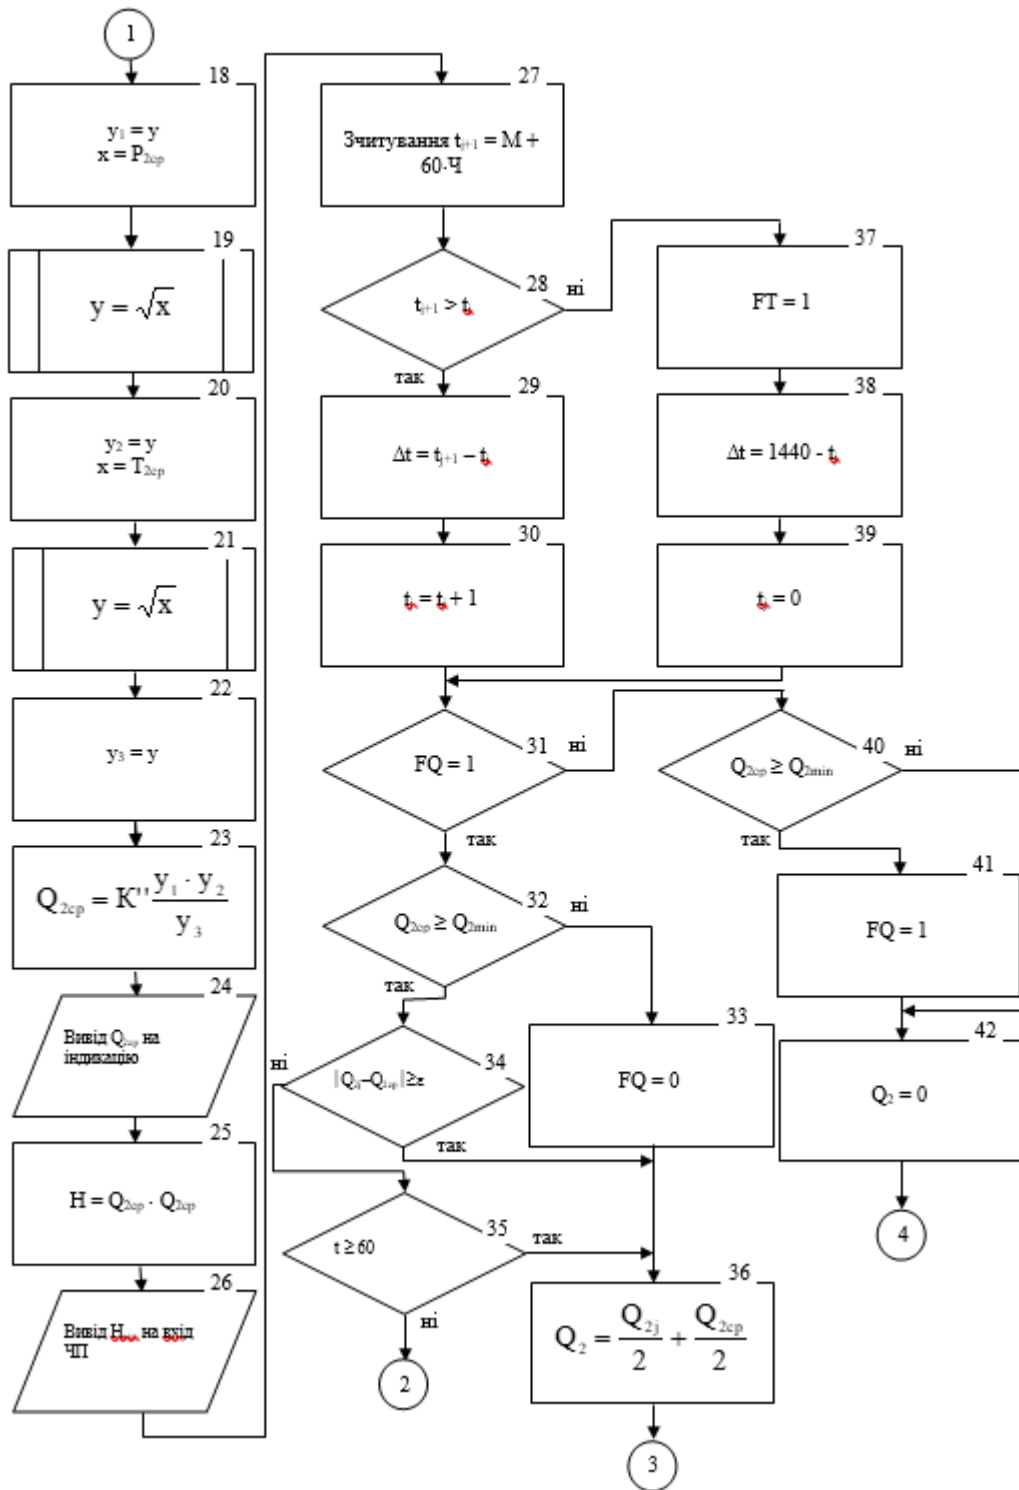 1
18
y₁ = y
x = P₂ср
19
y = √x
20
y₂ = y
x = T₂ср
21
y = √x
22
y₃ = y
23
Q₂ср = К'' y₁ · y₂ / y₃
24
Вивід Q₂ср на
індикацію
25
H = Q₂ср · Q₂ср
26
Вивід на вхід
ЧП
27
Зчитування tⱼ₊₁ = М +
60·Ч
28
tⱼ₊₁ > tⱼ
ні
так
29
Δt = tⱼ₊₁ – tⱼ
30
tⱼ = tⱼ + 1
31
FQ = 1
ні
так
32
Q₂ср ≥ Q₂min
ні
так
33
FQ = 0
34
|Q₂ⱼ–Q₂ср|≥ε
ні
так
35
t ≥ 60
так
ні
2
36
Q₂ = Q₂ⱼ / 2 + Q₂ср / 2
3
37
FT = 1
38
Δt = 1440 - tⱼ
39
tⱼ = 0
40
Q₂ср ≥ Q₂min
ні
так
41
FQ = 1
42
Q₂ = 0
4